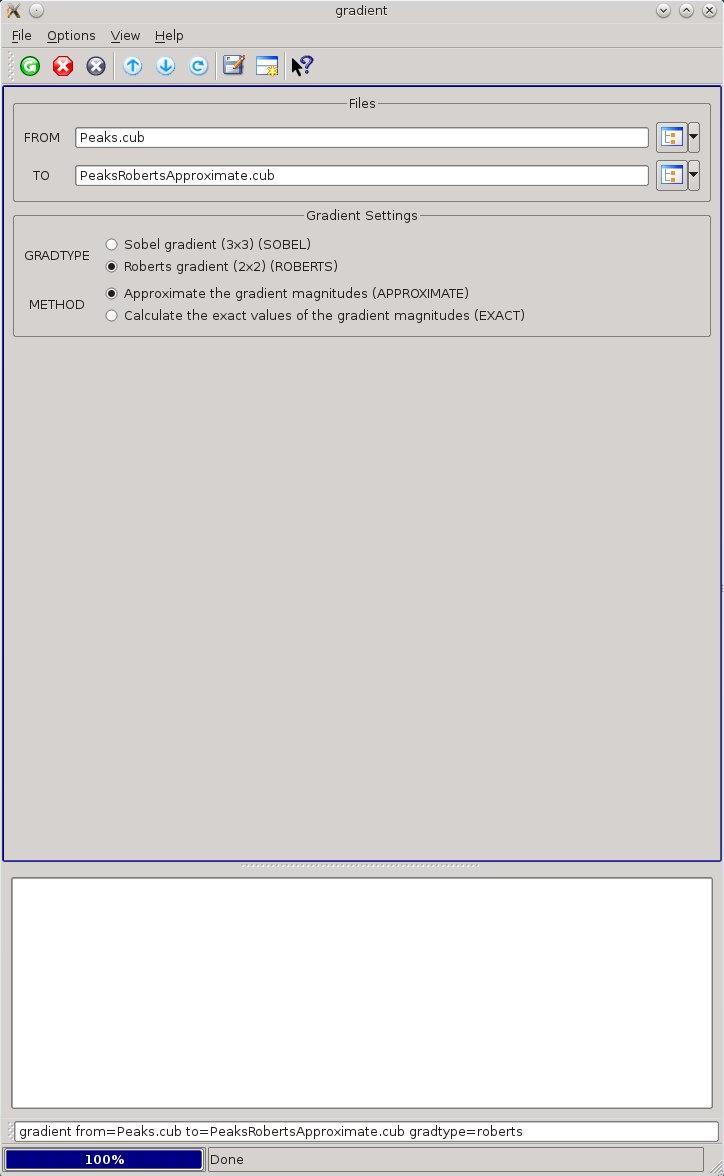 gradient
File Options View Help
Files
FROM Peaks.cub
TO PeaksRobertsApproximate.cub
Gradient Settings
GRADTYPE
Sobel gradient (3x3) (SOBEL)
Roberts gradient (2x2) (ROBERTS)
METHOD
Approximate the gradient magnitudes (APPROXIMATE)
Calculate the exact values of the gradient magnitudes (EXACT)
gradient from=Peaks.cub to=PeaksRobertsApproximate.cub gradtype=roberts
100% Done